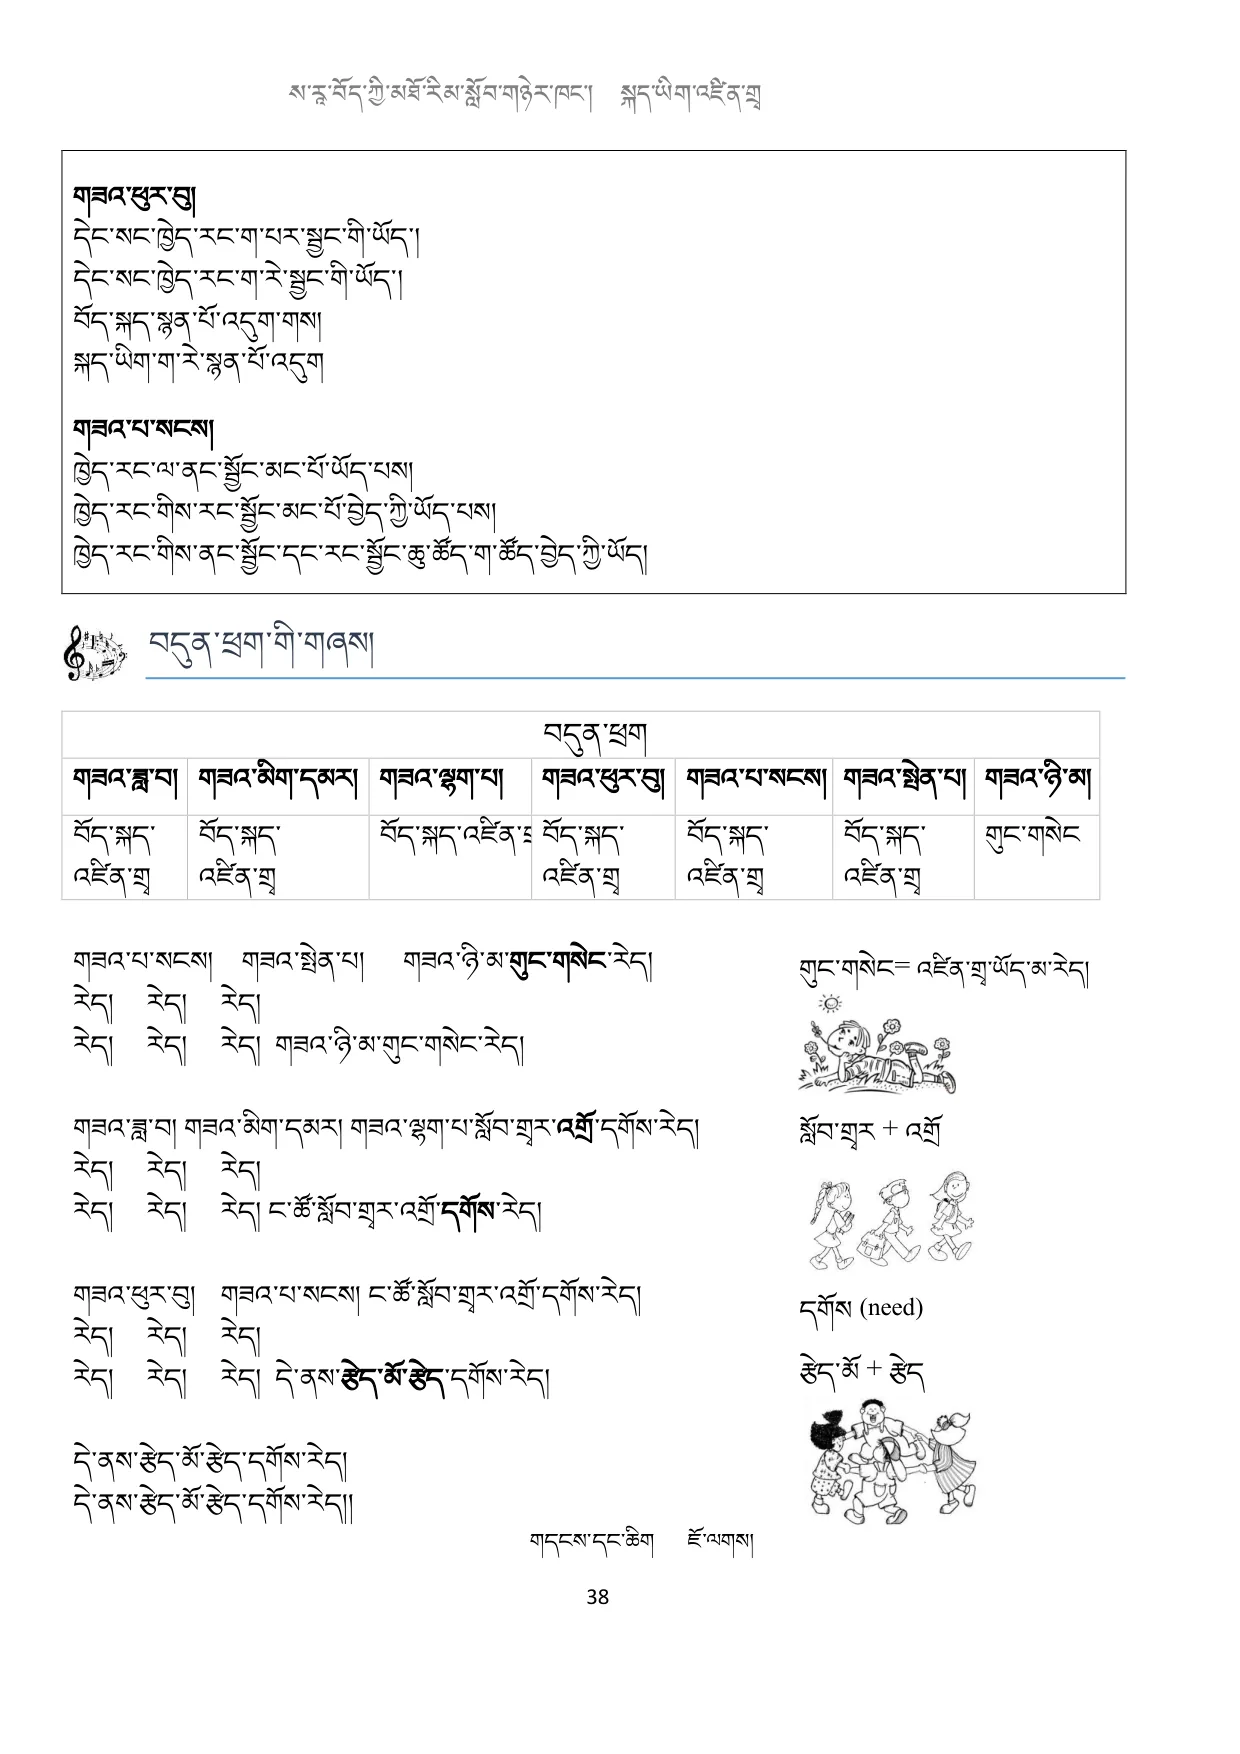 ས་རཱ་བོད་ཀྱི་མཐོ་རིམ་སློབ་གཉེར་ཁང་། སྐད་ཡིག་འཛིན་གྲྭ
གཟའ་ཕུར་བུ།
དེང་སང་ཁྱེད་རང་ག་པར་སྦྱང་གི་ཡོད་།
དེང་སང་ཁྱེད་རང་ག་རེ་སྦྱང་གི་ཡོད་།
བོད་སྐད་སྙན་པོ་འདུག་གས།
སྐད་ཡིག་ག་རེ་སྙན་པོ་འདུག
གཟའ་པ་སངས།
ཁྱེད་རང་ལ་ནང་སྦྱོང་མང་པོ་ཡོད་པས།
ཁྱེད་རང་གིས་རང་སྦྱོང་མང་པོ་བྱེད་ཀྱི་ཡོད་པས།
ཁྱེད་རང་གིས་ནང་སྦྱོང་དང་རང་སྦྱོང་ཆུ་ཚོད་ག་ཚོད་བྱེད་ཀྱི་ཡོད།
བདུན་ཕྲག་གི་གཞས།
བདུན་ཕྲག
གཟའ་ཟླ་བ། གཟའ་མིག་དམར། གཟའ་ལྷག་པ། གཟའ་ཕུར་བུ། གཟའ་པ་སངས། གཟའ་སྤེན་པ། གཟའ་ཉི་མ།
བོད་སྐད་ བོད་སྐད་ བོད་སྐད་འཛིན་ བོད་སྐད་ བོད་སྐད་ བོད་སྐད་ གུང་གསེང
འཛིན་གྲྭ འཛིན་གྲྭ འཛིན་གྲྭ འཛིན་གྲྭ འཛིན་གྲྭ
གཟའ་པ་སངས། གཟའ་སྤེན་པ། གཟའ་ཉི་མ་གུང་གསེང་རེད།
རེད། རེད། རེད།
རེད། རེད། རེད། གཟའ་ཉི་མ་གུང་གསེང་རེད།
གཟའ་ཟླ་བ། གཟའ་མིག་དམར། གཟའ་ལྷག་པ་སློབ་གྲྭར་འགྲོ་དགོས་རེད།
རེད། རེད། རེད།
རེད། རེད། རེད། ང་ཚོ་སློབ་གྲྭར་འགྲོ་དགོས་རེད།
གཟའ་ཕུར་བུ། གཟའ་པ་སངས། ང་ཚོ་སློབ་གྲྭར་འགྲོ་དགོས་རེད།
རེད། རེད། རེད།
རེད། རེད། རེད། དེ་ནས་རྩེད་མོ་རྩེད་དགོས་རེད།
དེ་ནས་རྩེད་མོ་རྩེད་དགོས་རེད།
དེ་ནས་རྩེད་མོ་རྩེད་དགོས་རེད།།
གུང་གསེང= འཛིན་གྲྭ་ཡོད་མ་རེད།
སློབ་གྲྭར + འགྲོ
དགོས (need)
རྩེད་མོ + རྩེད
གདངས་དང་ཆིག ཇོ་ལགས།
38